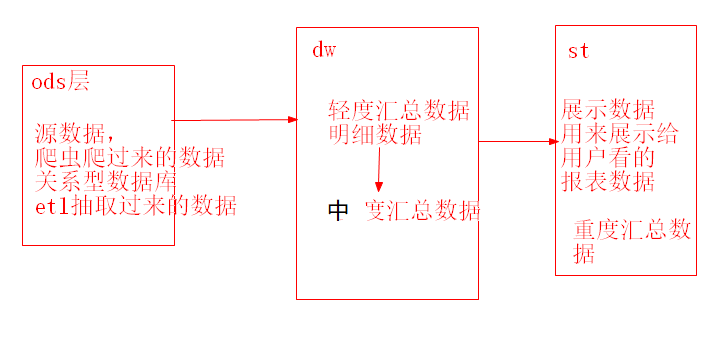 ods层
源数据，
爬虫爬过来的数据
关系型数据库
etl抽取过来的数据
dw
轻度汇总数据
明细数据
中 度汇总数据
st
展示数据
用来展示给
用户看的
报表数据
重度汇总数
据